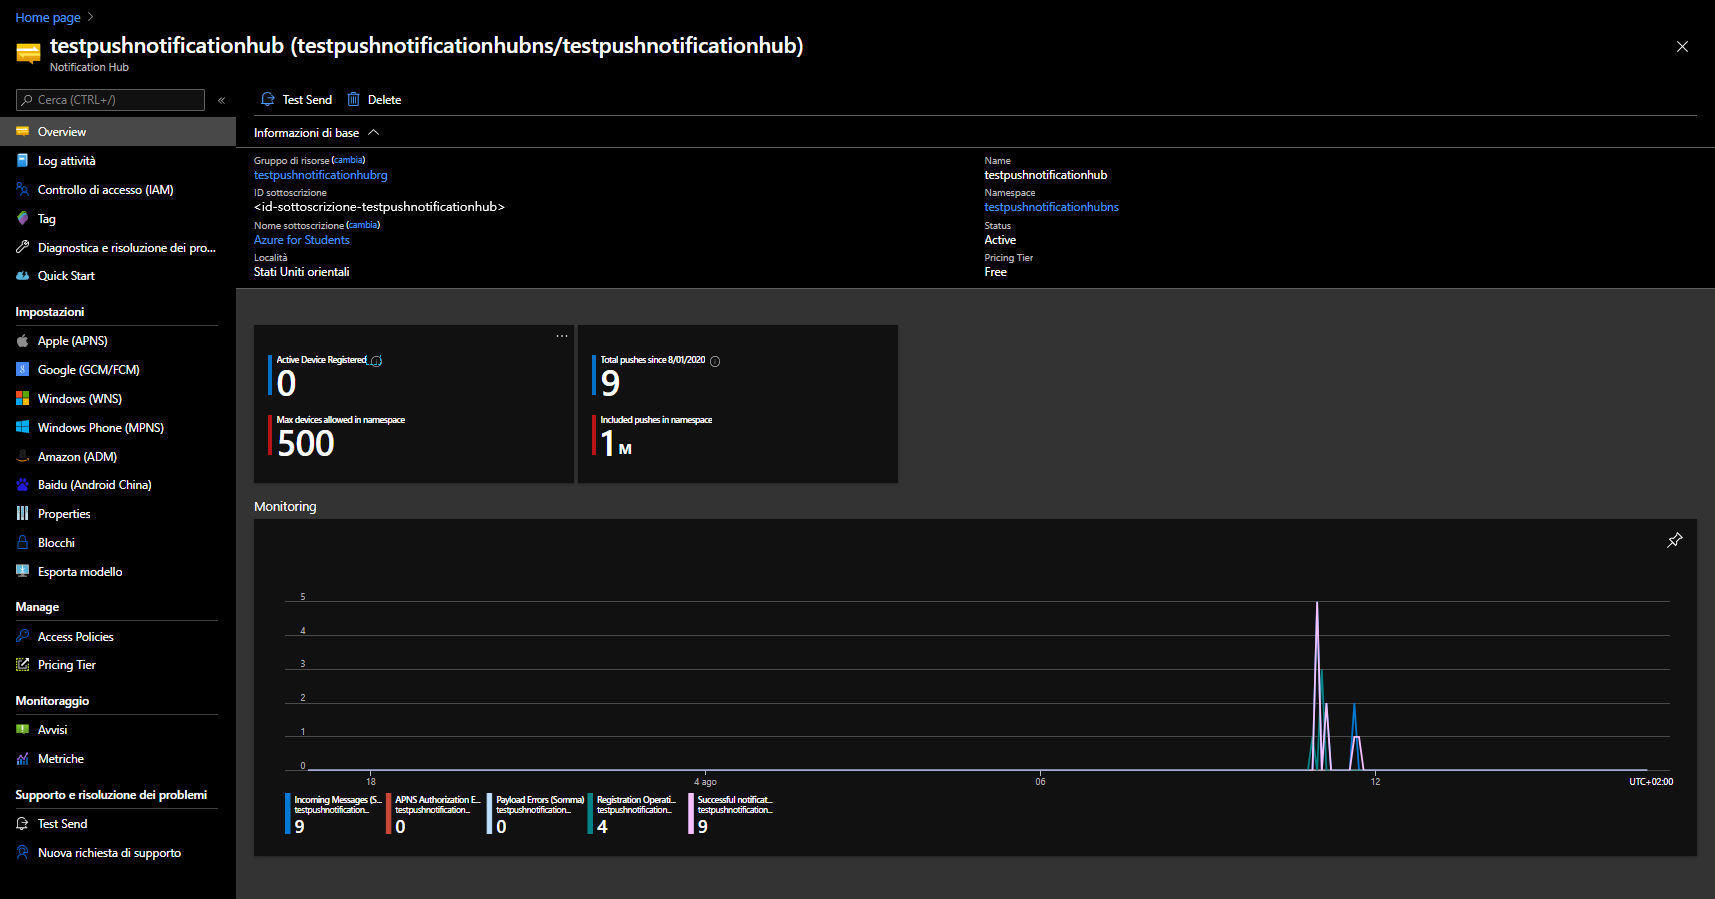 Home page
testpushnotificationhub (testpushnotificationhubns/testpushnotificationhub)
Notification Hub
Cerca (CTRL+/)
«
Overview
Log attività
Controllo di accesso (IAM)
Tag
Diagnostica e risoluzione dei pro...
Quick Start
Impostazioni
Apple (APNS)
Google (GCM/FCM)
Windows (WNS)
Windows Phone (MPNS)
Amazon (ADM)
Baidu (Android China)
Properties
Blocchi
Esporta modello
Manage
Access Policies
Pricing Tier
Monitoraggio
Avvisi
Metriche
Supporto e risoluzione dei problemi
Test Send
Nuova richiesta di supporto
Test Send
Delete
Informazioni di base
Gruppo di risorse (cambia)
testpushnotificationhubrg
ID sottoscrizione
<id-sottoscrizione-testpushnotificationhub>
Nome sottoscrizione (cambia)
Azure for Students
Località
Stati Uniti orientali
Name
testpushnotificationhub
Namespace
testpushnotificationhubns
Status
Active
Pricing Tier
Free
Active Device Registered
0
Max devices allowed in namespace
500
Total pushes since 8/01/2020
9
Included pushes in namespace
1 M
Monitoring
5
4
3
2
1
0
18
4 ago
06
12
UTC+02:00
Incoming Messages (S...
testpushnotification...
9
APNS Authorization E...
testpushnotification...
0
Payload Errors (Somma)
testpushnotification...
0
Registration Operati...
testpushnotification...
4
Successful notificat...
testpushnotification...
9